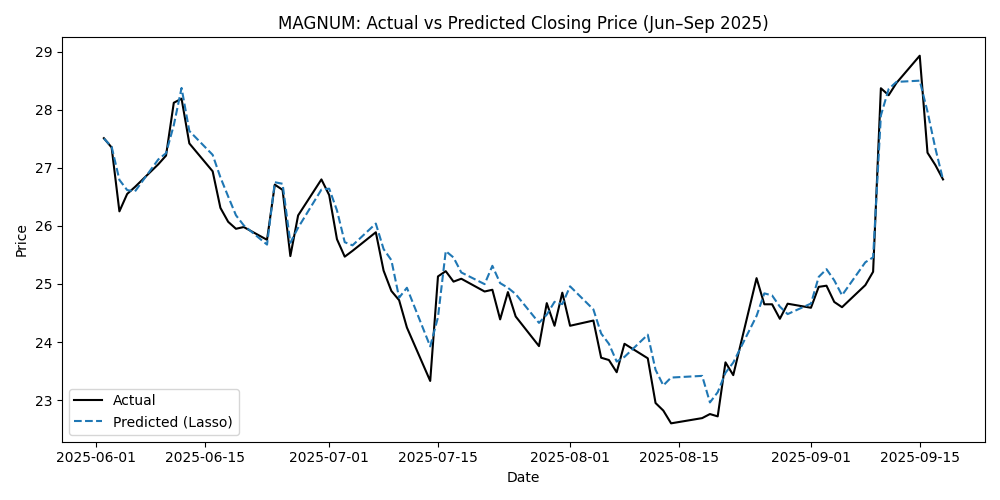 MAGNUM: Actual vs Predicted Closing Price (Jun–Sep 2025)
Price
29
28
27
26
25
24
23
Actual
Predicted (Lasso)
2025-06-01 2025-06-15 2025-07-01 2025-07-15 2025-08-01 2025-08-15 2025-09-01 2025-09-15
Date